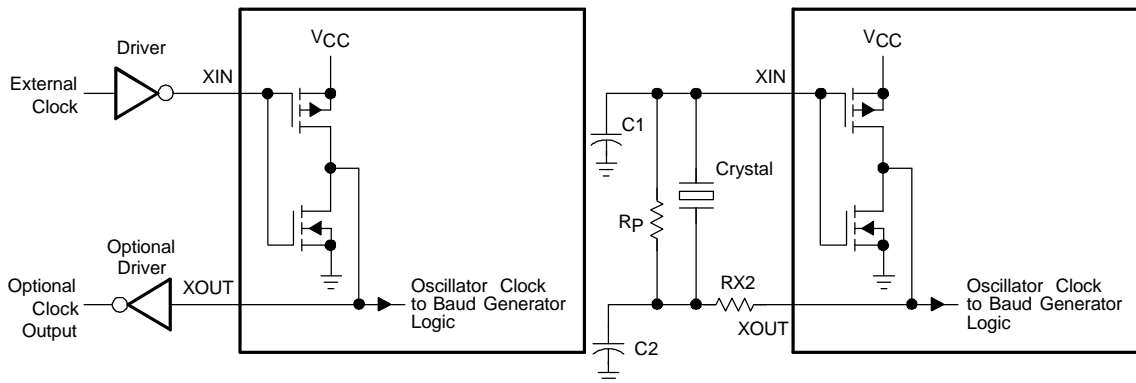 Driver
External
Clock
XIN
VCC
Optional
Driver
Optional
Clock
Output
XOUT
Oscillator Clock
to Baud Generator
Logic
C1
XIN
VCC
Crystal
RP
RX2
XOUT
C2
Oscillator Clock
to Baud Generator
Logic